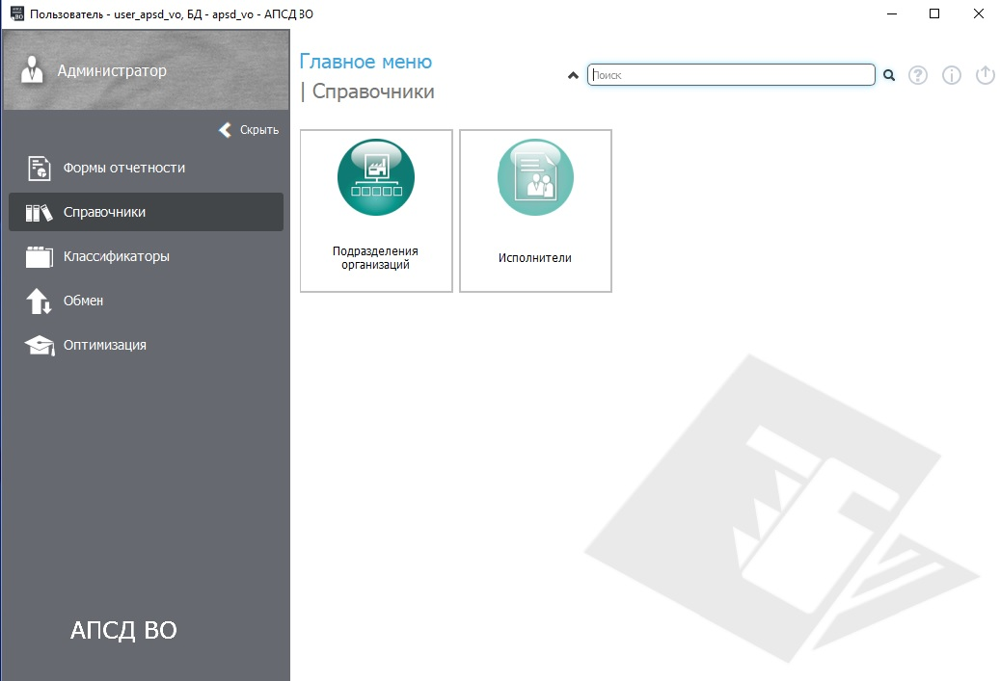 Пользователь - user_apsd_vo, БД - apsd_vo - АПСД ВО
Администратор
Скрыть
Формы отчетности
Справочники
Классификаторы
Обмен
Оптимизация
АПСД ВО
Главное меню
| Справочники
Поиск
Подразделения
организаций
Исполнители